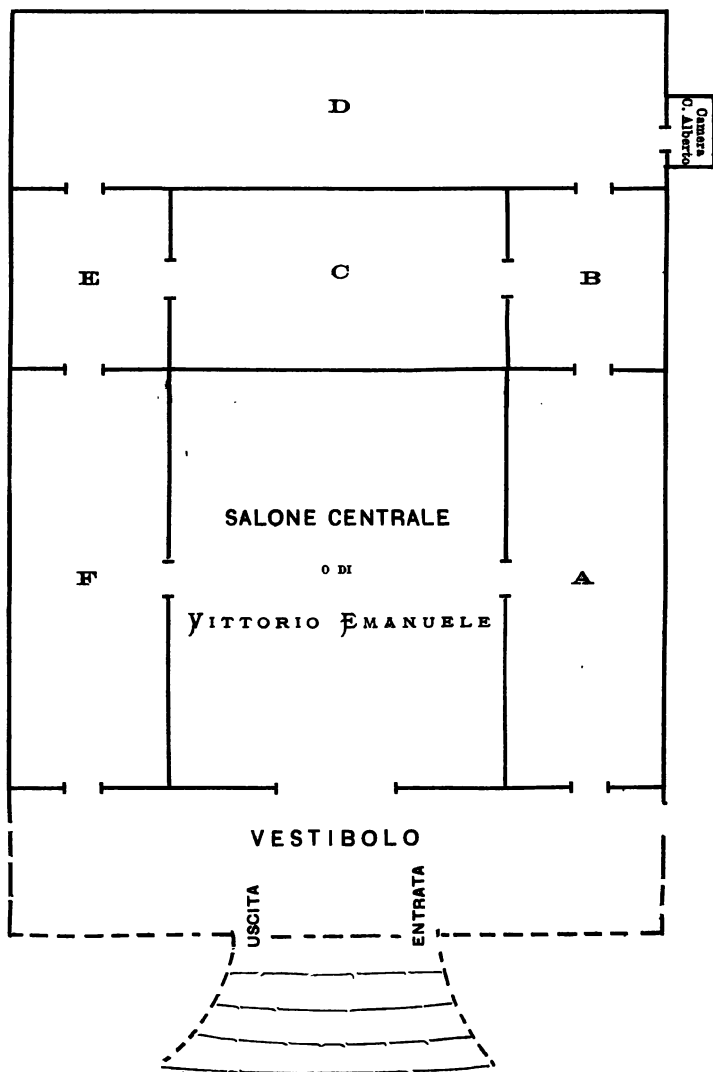 D
Camera
C. Alberto
E
C
B
SALONE CENTRALE
O DI
VITTORIO EMANUELE
F
A
VESTIBOLO
USCITA
ENTRATA